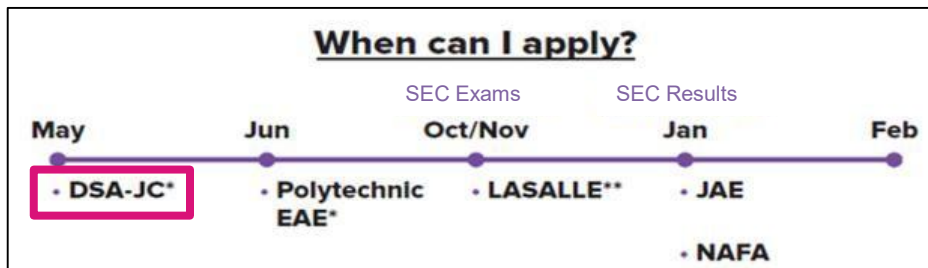 When can I apply?
SEC Exams SEC Results
May Jun Oct/Nov Jan Feb
• DSA-JC* • Polytechnic • LASALLE** • JAE
EAE*
• NAFA